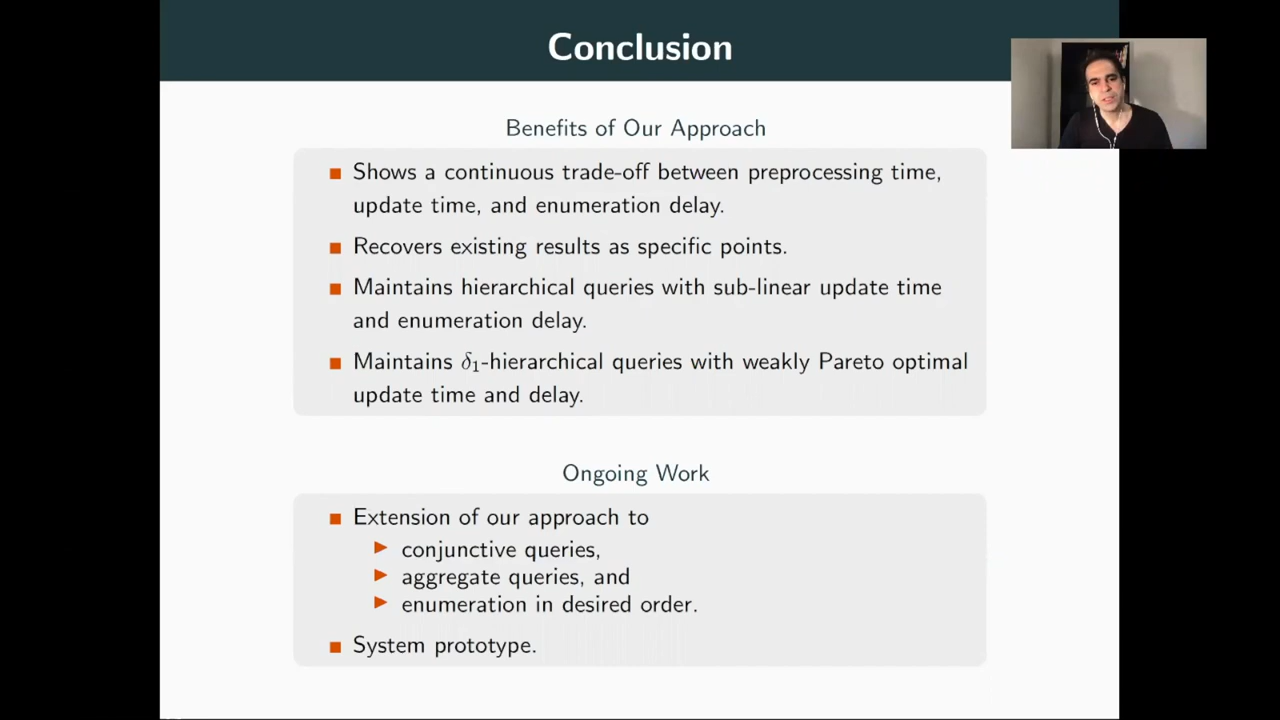 Conclusion
Benefits of Our Approach
■ Shows a continuous trade-off between preprocessing time,
update time, and enumeration delay.
■ Recovers existing results as specific points.
■ Maintains hierarchical queries with sub-linear update time
and enumeration delay.
■ Maintains δ₁-hierarchical queries with weakly Pareto optimal
update time and delay.
Ongoing Work
■ Extension of our approach to
▶ conjunctive queries,
▶ aggregate queries, and
▶ enumeration in desired order.
■ System prototype.